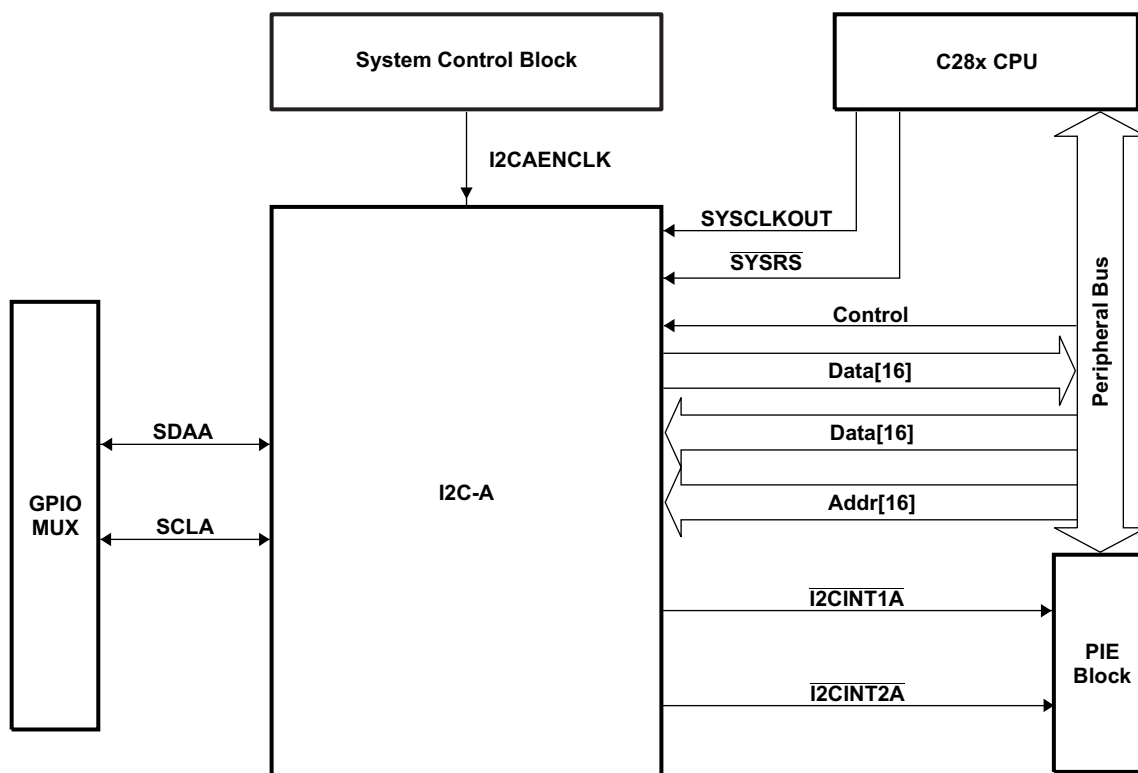 System Control Block
C28x CPU
I2CAENCLK
SYSCLKOUT
SYSRS
Control
Data[16]
Data[16]
Addr[16]
Peripheral Bus
SDAA
SCLA
GPIO
MUX
I2C-A
I2CINT1A
I2CINT2A
PIE
Block